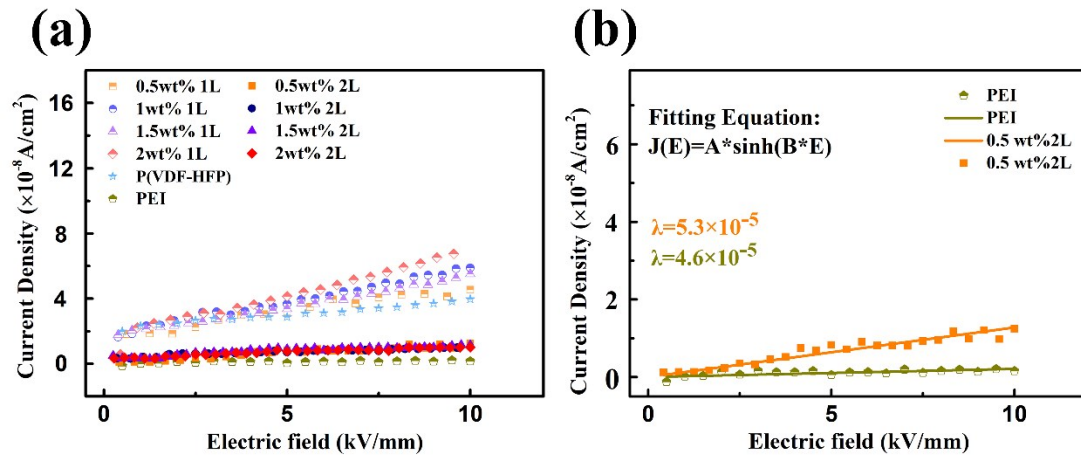 (a)
Current Density (×10-8A/cm2)
16
12
8
4
0
0.5wt% 1L
0.5wt% 2L
1wt% 1L
1wt% 2L
1.5wt% 1L
1.5wt% 2L
2wt% 1L
2wt% 2L
P(VDF-HFP)
PEI
0
5
10
Electric field (kV/mm)
(b)
Current Density (×10-8A/cm2)
6
4
2
0
Fitting Equation:
J(E)=A*sinh(B*E)
PEI
PEI
0.5 wt%2L
0.5 wt%2L
λ=5.3×10-5
λ=4.6×10-5
0
5
10
Electric field (kV/mm)